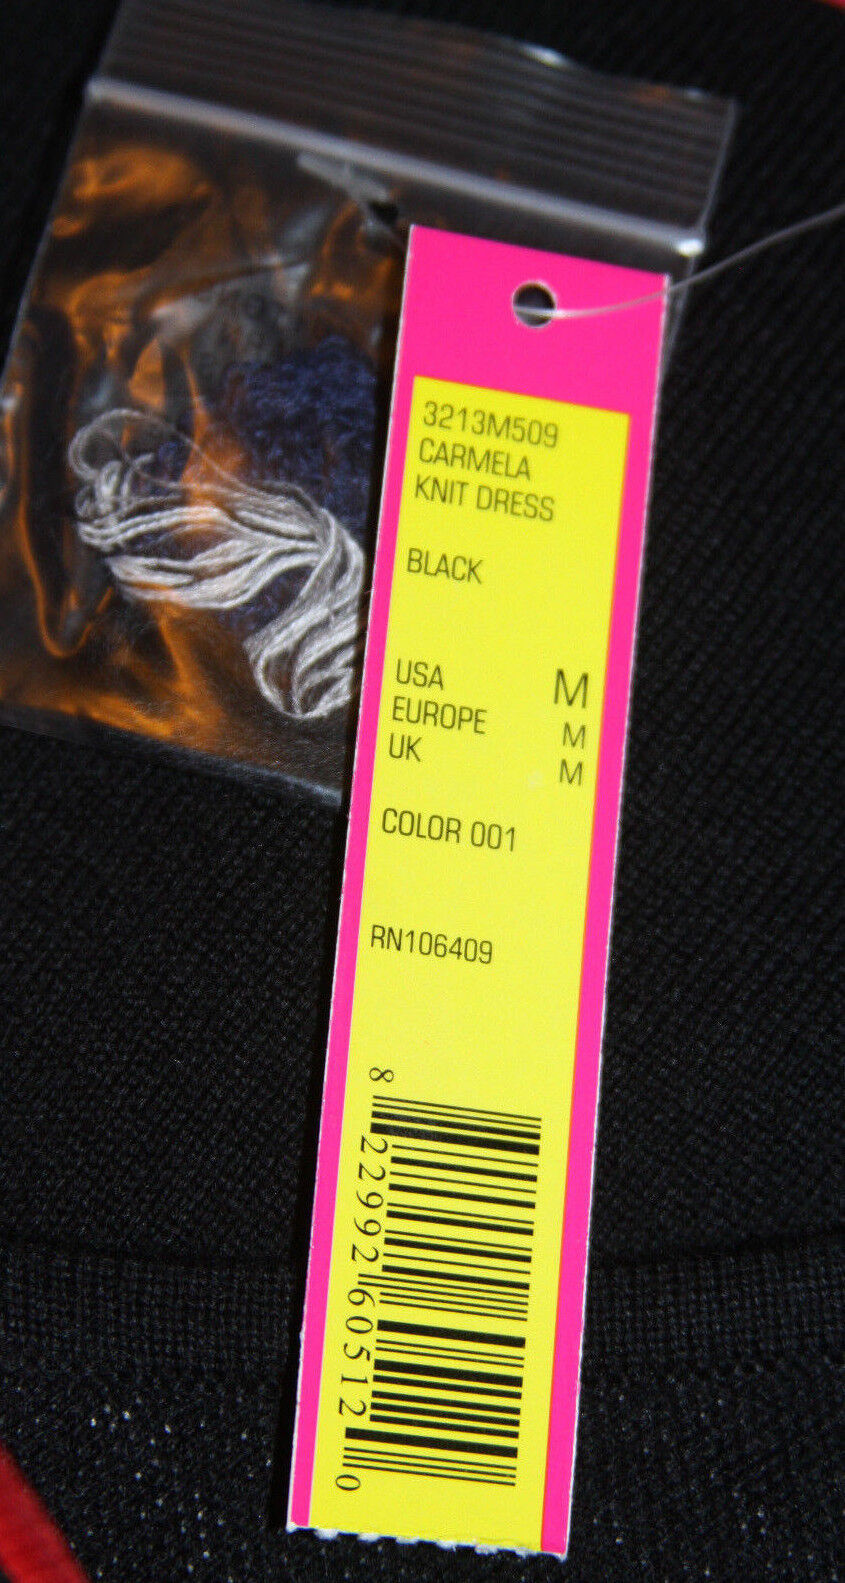 3213M509
CARMELA
KNIT DRESS
BLACK
USA M
EUROPE M
UK M
COLOR 001
RN106409
8 22992 60512 0